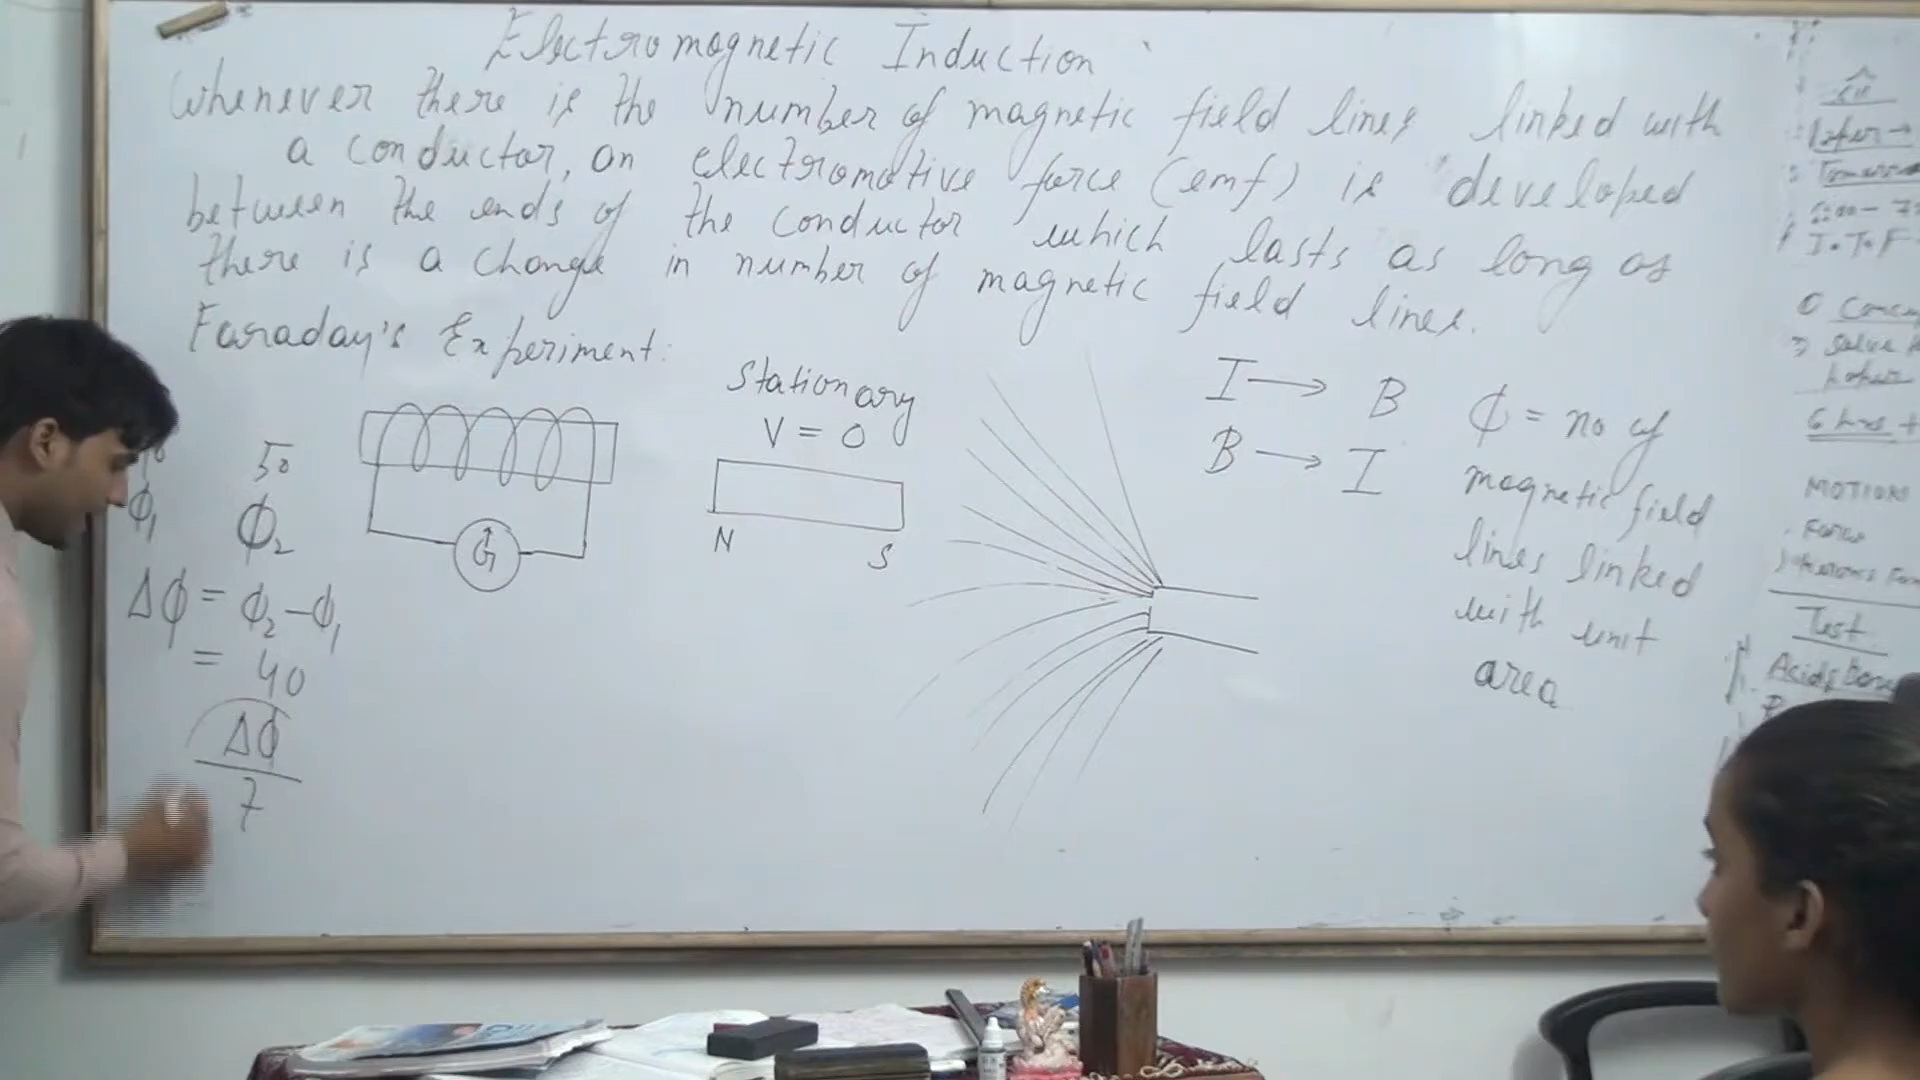 Electromagnetic Induction
Whenever there is the number of magnetic field lines linked with
a conductor, an electromotive force (emf) is developed
between the ends of the conductor which lasts as long as
there is a change in number of magnetic field lines.
Faraday's Experiment:
Stationary
V = 0
N
S
G
50
ϕ1
ϕ2
Δϕ = ϕ2 - ϕ1
= 40
Δϕ
7
I → B
B → I
ϕ = no of
magnetic field
lines linked
with unit
area
MOTION
Force
Test
Acids